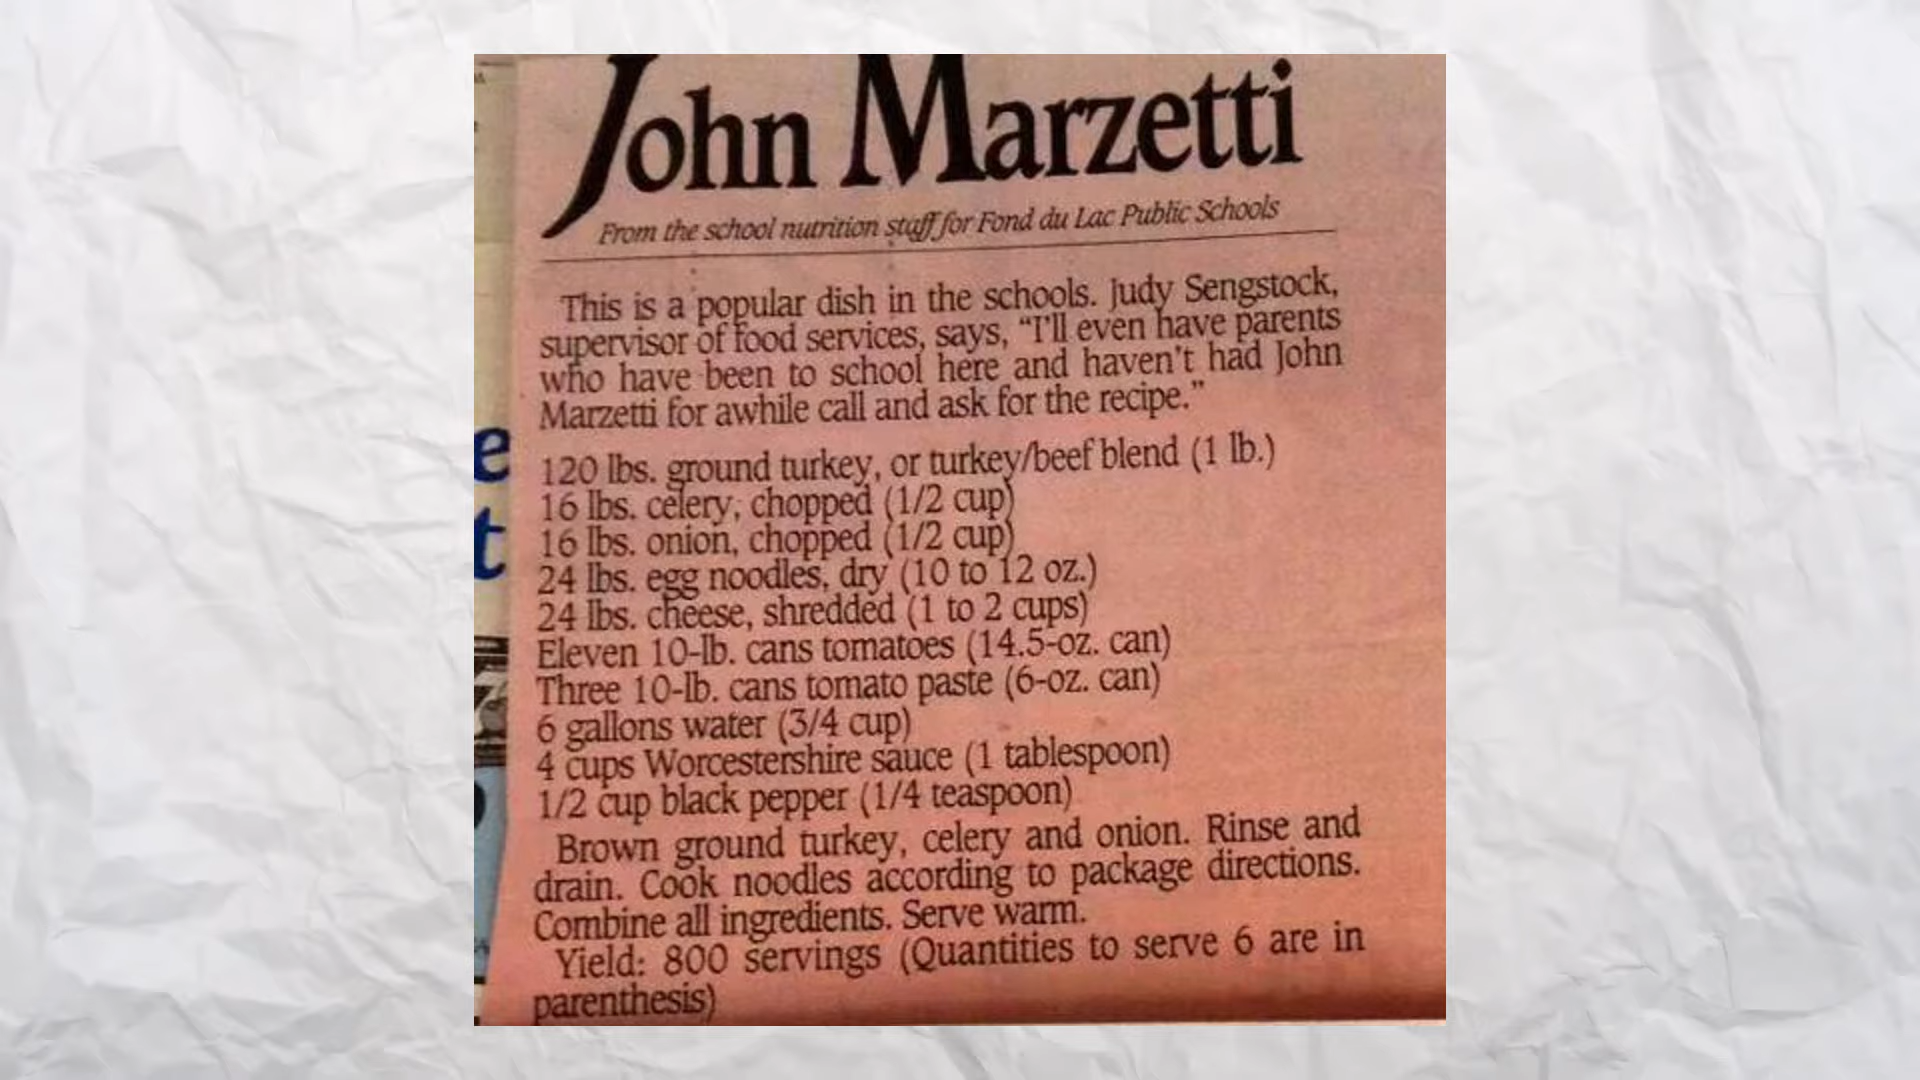 John Marzetti
From the school nutrition staff for Fond du Lac Public Schools
This is a popular dish in the schools. Judy Sengstock,
supervisor of food services, says, “I'll even have parents
who have been to school here and haven't had John
Marzetti for awhile call and ask for the recipe.”
120 lbs. ground turkey, or turkey/beef blend (1 lb.)
16 lbs. celery, chopped (1/2 cup)
16 lbs. onion, chopped (1/2 cup)
24 lbs. egg noodles, dry (10 to 12 oz.)
24 lbs. cheese, shredded (1 to 2 cups)
Eleven 10-lb. cans tomatoes (14.5-oz. can)
Three 10-lb. cans tomato paste (6-oz. can)
6 gallons water (3/4 cup)
4 cups Worcestershire sauce (1 tablespoon)
1/2 cup black pepper (1/4 teaspoon)
Brown ground turkey, celery and onion. Rinse and
drain. Cook noodles according to package directions.
Combine all ingredients. Serve warm.
Yield: 800 servings (Quantities to serve 6 are in
parenthesis)
e
t